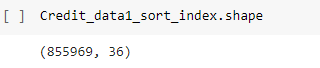 [ ] Credit_data1_sort_index.shape
(855969, 36)